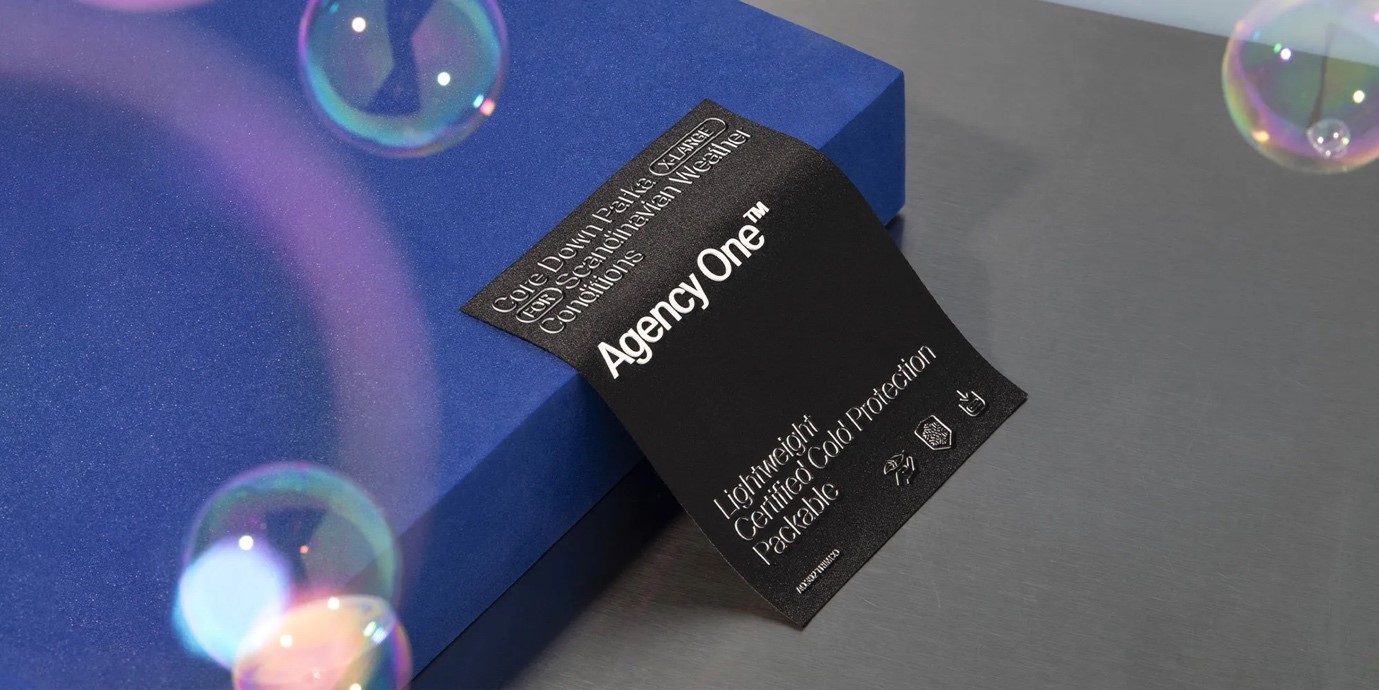 Core Down Parka X-LARGE
FOR Scandinavian Weather
Conditions
Agency One™
Lightweight
Certified Cold Protection
Packable